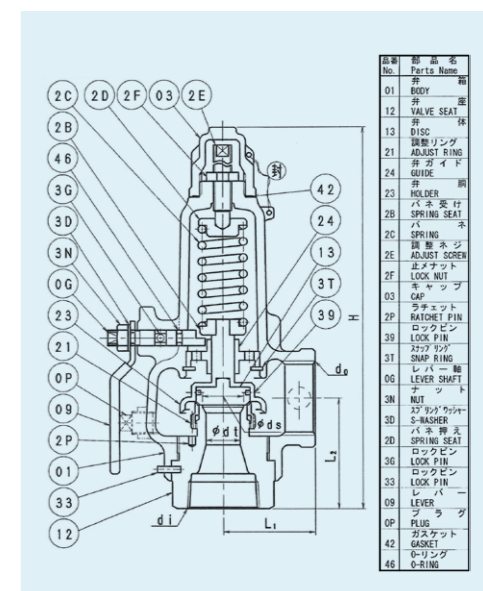 2C 2D 2F 03 2E
2B
46
3G
3D
3N
0G
23
21
0P
09
2P
01
33
12
42
24
13
3T
39
H
do
L₂
φds
φdt
di
L₁
品番 部品名
No. Parts Name
弁箱
01 BODY
弁座
12 VALVE SEAT
弁体
13 DISC
調整リング
21 ADJUST RING
弁ガイド
24 GUIDE
弁胴
23 HOLDER
バネ受け
2B SPRING SEAT
バネ
2C SPRING
調整ネジ
2E ADJUST SCREW
止メナット
2F LOCK NUT
キャップ
03 CAP
ラチェット
2P RATCHET PIN
ロックピン
39 LOCK PIN
スナップリング
3T SNAP RING
レバー軸
0G LEVER SHAFT
ナット
3N NUT
スプリングワッシャー
3D S-WASHER
バネ押え
2D SPRING SEAT
ロックピン
3G LOCK PIN
ロックピン
33 LOCK PIN
レバー
09 LEVER
プラグ
0P PLUG
ガスケット
42 GASKET
O-リング
46 O-RING